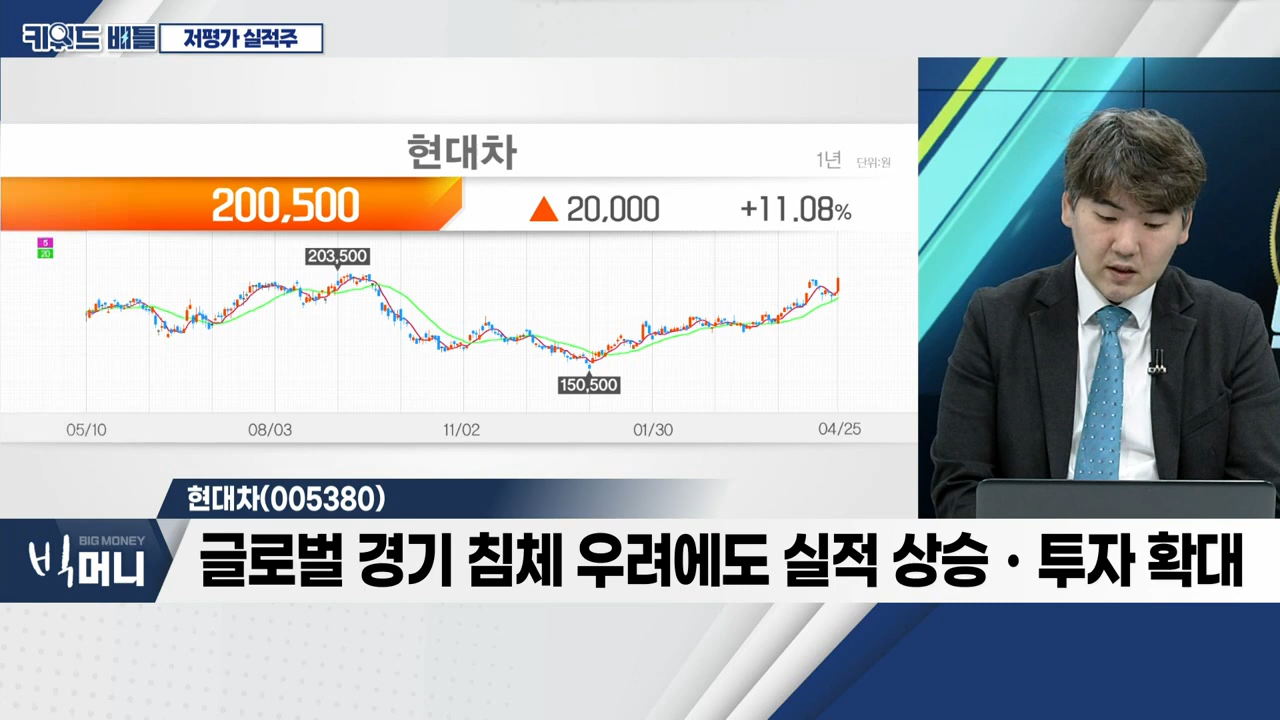 키워드 배틀 저평가 실적주
현대차
1년 단위:원
200,500 ▲ 20,000 +11.08%
5
20
203,500
150,500
05/10 08/03 11/02 01/30 04/25
현대차(005380)
BIG MONEY
빅머니
글로벌 경기 침체 우려에도 실적 상승·투자 확대